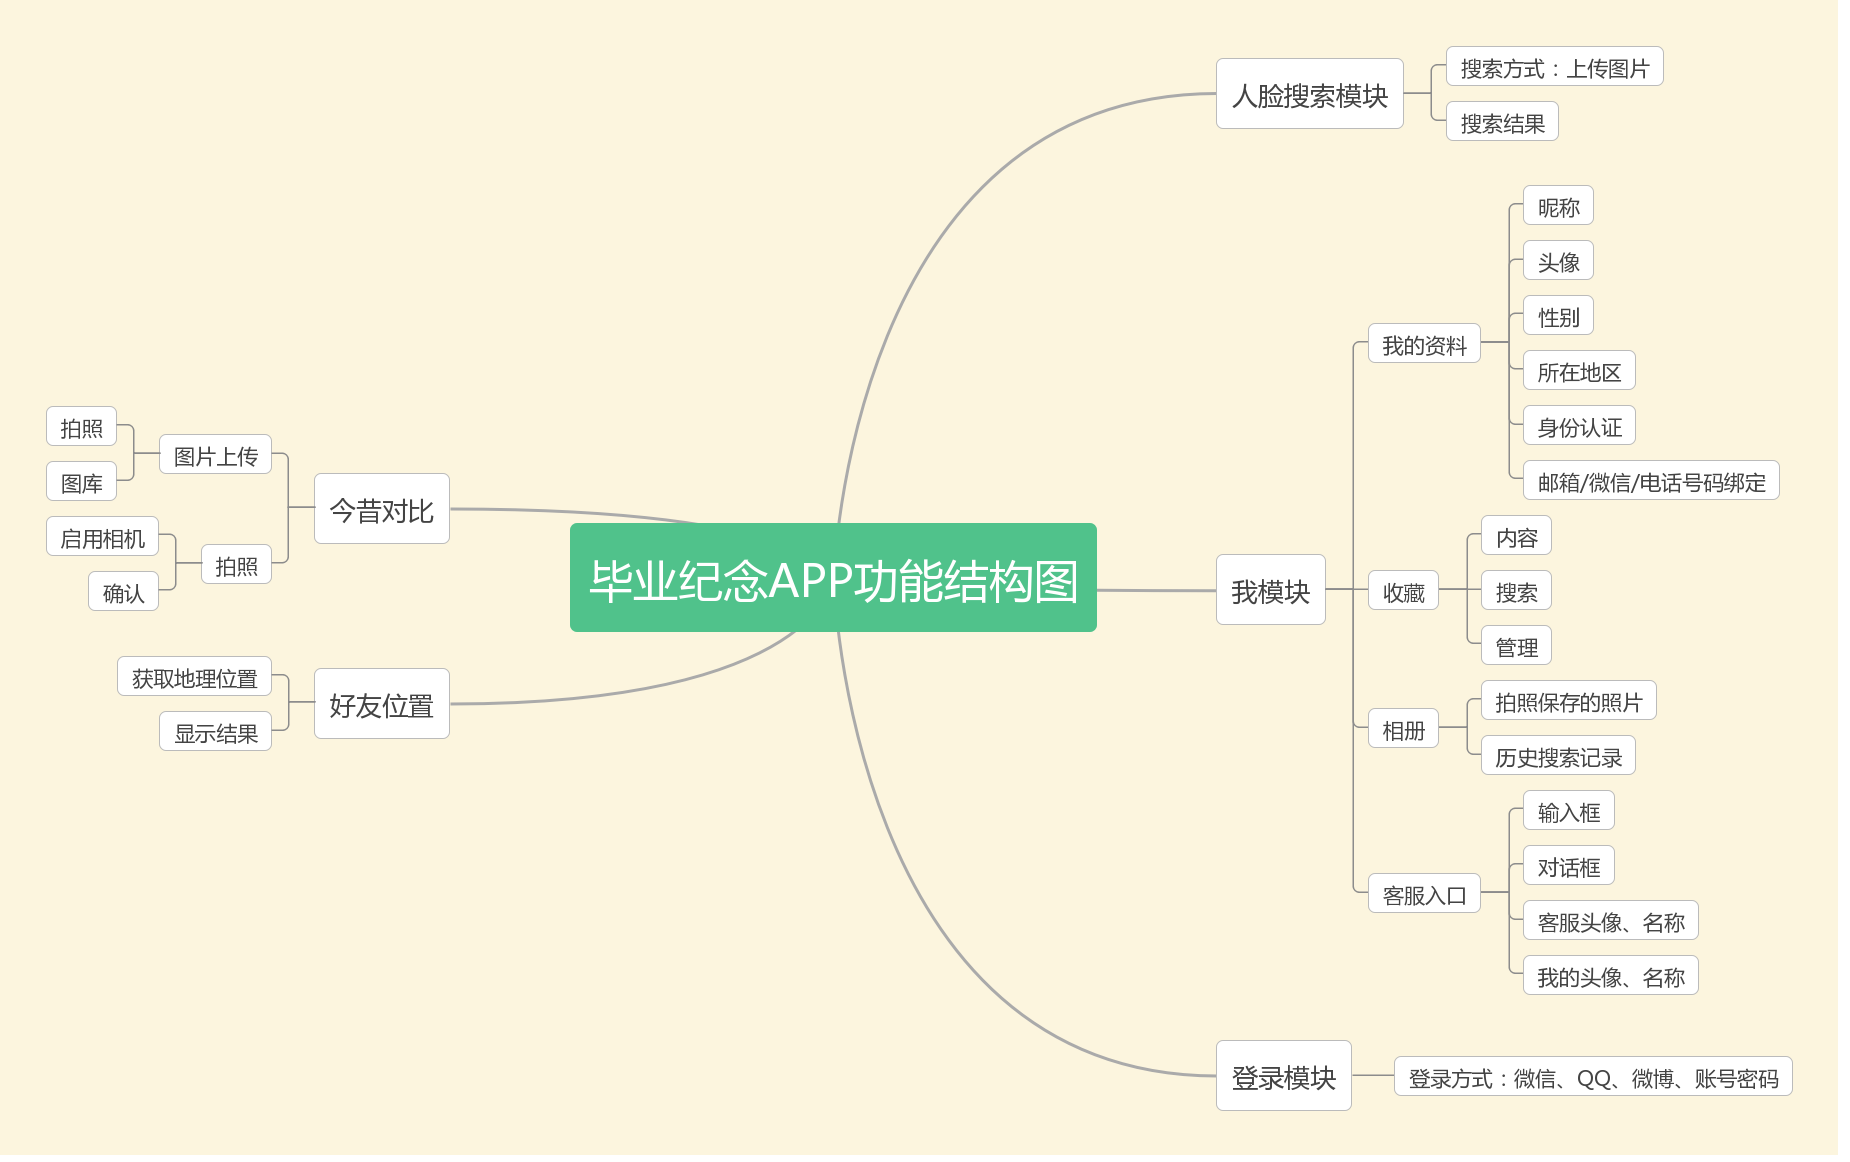 毕业纪念APP功能结构图
人脸搜索模块
搜索方式：上传图片
搜索结果
我模块
我的资料
昵称
头像
性别
所在地区
身份认证
邮箱/微信/电话号码绑定
收藏
内容
搜索
管理
相册
拍照保存的照片
历史搜索记录
客服入口
输入框
对话框
客服头像、名称
我的头像、名称
登录模块
登录方式：微信、QQ、微博、账号密码
今昔对比
图片上传
拍照
图库
拍照
启用相机
确认
好友位置
获取地理位置
显示结果